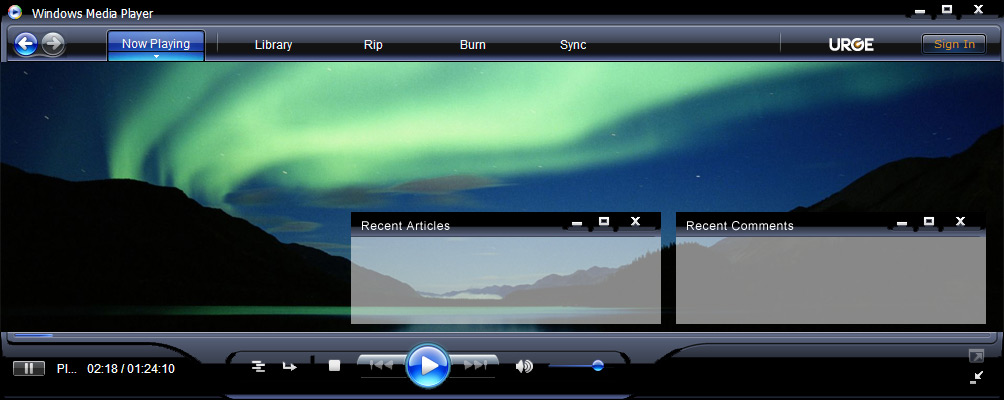 Windows Media Player
Now Playing
Library
Rip
Burn
Sync
URGE
Sign In
Recent Articles
Recent Comments
Pl...
02:18 / 01:24:10